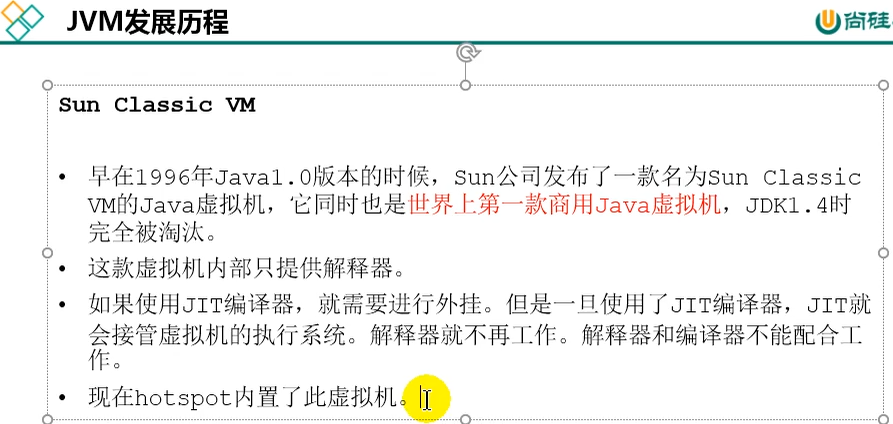 JVM发展历程
尚硅
Sun Classic VM
• 早在1996年Java1.0版本的时候，Sun公司发布了一款名为Sun Classic
VM的Java虚拟机，它同时也是世界上第一款商用Java虚拟机，JDK1.4时
完全被淘汰。
• 这款虚拟机内部只提供解释器。
• 如果使用JIT编译器，就需要进行外挂。但是一旦使用了JIT编译器，JIT就
会接管虚拟机的执行系统。解释器就不再工作。解释器和编译器不能配合工
作。
• 现在hotspot内置了此虚拟机。